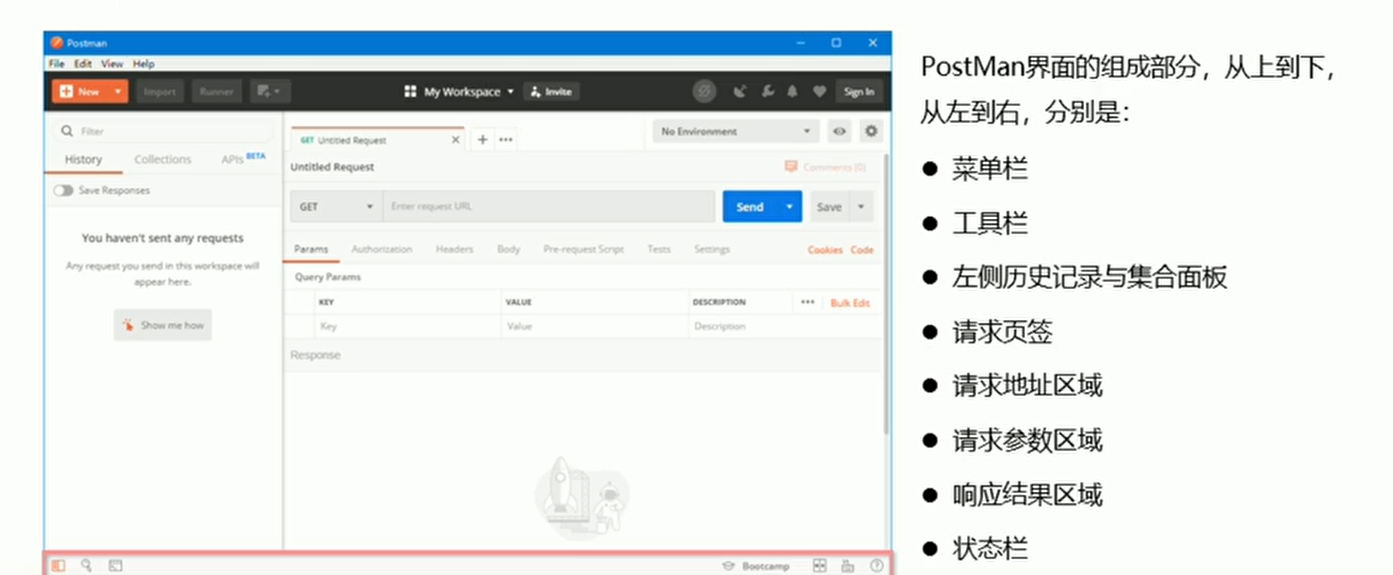 Postman
File Edit View Help
New Import Runner My Workspace Invite Sign In
Filter
History Collections APIs BETA
Save Responses
You haven't sent any requests
Any request you send in this workspace will
appear here.
Show me how
GET Untitled Request
No Environment
Untitled Request
Comments (0)
GET Enter request URL Send Save
Params Authorization Headers Body Pre-request Script Tests Settings Cookies Code
Query Params
KEY VALUE DESCRIPTION Bulk Edit
Key Value Description
Response
Bootcamp
PostMan界面的组成部分，从上到下，
从左到右，分别是：
● 菜单栏
● 工具栏
● 左侧历史记录与集合面板
● 请求页签
● 请求地址区域
● 请求参数区域
● 响应结果区域
● 状态栏